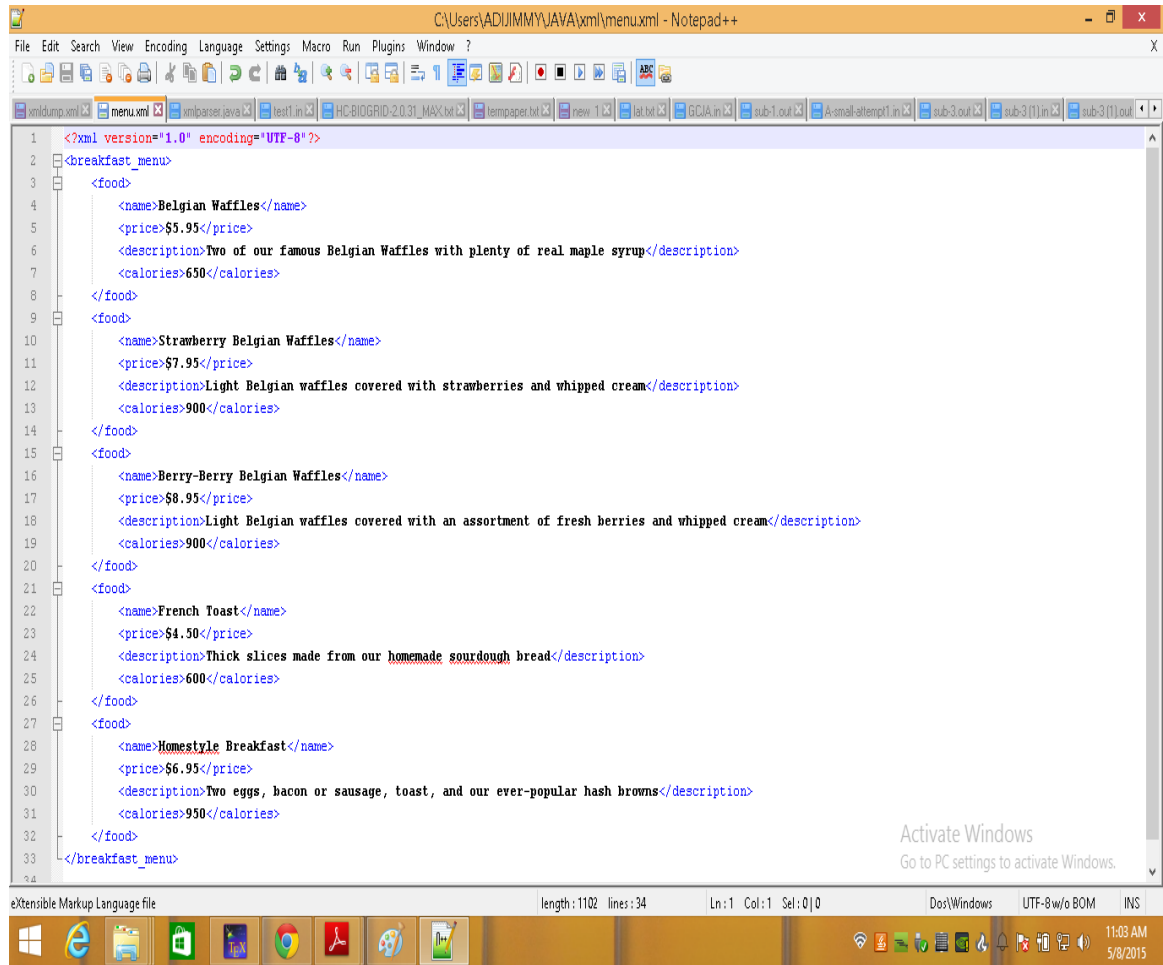 C:\Users\ADIJIMMY\JAVA\xml\menu.xml - Notepad++
File Edit Search View Encoding Language Settings Macro Run Plugins Window ? X
xmldump.xml menu.xml xmlparser.java test1.in HC-BIOGRID-2.0.31_MAX.txt termpaper.txt new 1 lat.txt GCJA.in sub-1.out A-small-attempt1.in sub-3.out sub-3 (1).in sub-3 (1).out
1 <?xml version="1.0" encoding="UTF-8"?>
2 <breakfast_menu>
3 <food>
4 <name>Belgian Waffles</name>
5 <price>$5.95</price>
6 <description>Two of our famous Belgian Waffles with plenty of real maple syrup</description>
7 <calories>650</calories>
8 </food>
9 <food>
10 <name>Strawberry Belgian Waffles</name>
11 <price>$7.95</price>
12 <description>Light Belgian waffles covered with strawberries and whipped cream</description>
13 <calories>900</calories>
14 </food>
15 <food>
16 <name>Berry-Berry Belgian Waffles</name>
17 <price>$8.95</price>
18 <description>Light Belgian waffles covered with an assortment of fresh berries and whipped cream</description>
19 <calories>900</calories>
20 </food>
21 <food>
22 <name>French Toast</name>
23 <price>$4.50</price>
24 <description>Thick slices made from our homemade sourdough bread</description>
25 <calories>600</calories>
26 </food>
27 <food>
28 <name>Homestyle Breakfast</name>
29 <price>$6.95</price>
30 <description>Two eggs, bacon or sausage, toast, and our ever-popular hash browns</description>
31 <calories>950</calories>
32 </food>
33 </breakfast_menu>
34
Activate Windows
Go to PC settings to activate Windows.
eXtensible Markup Language file length : 1102 lines : 34 Ln : 1 Col : 1 Sel : 0 | 0 Dos\Windows UTF-8 w/o BOM INS
11:03 AM
5/8/2015